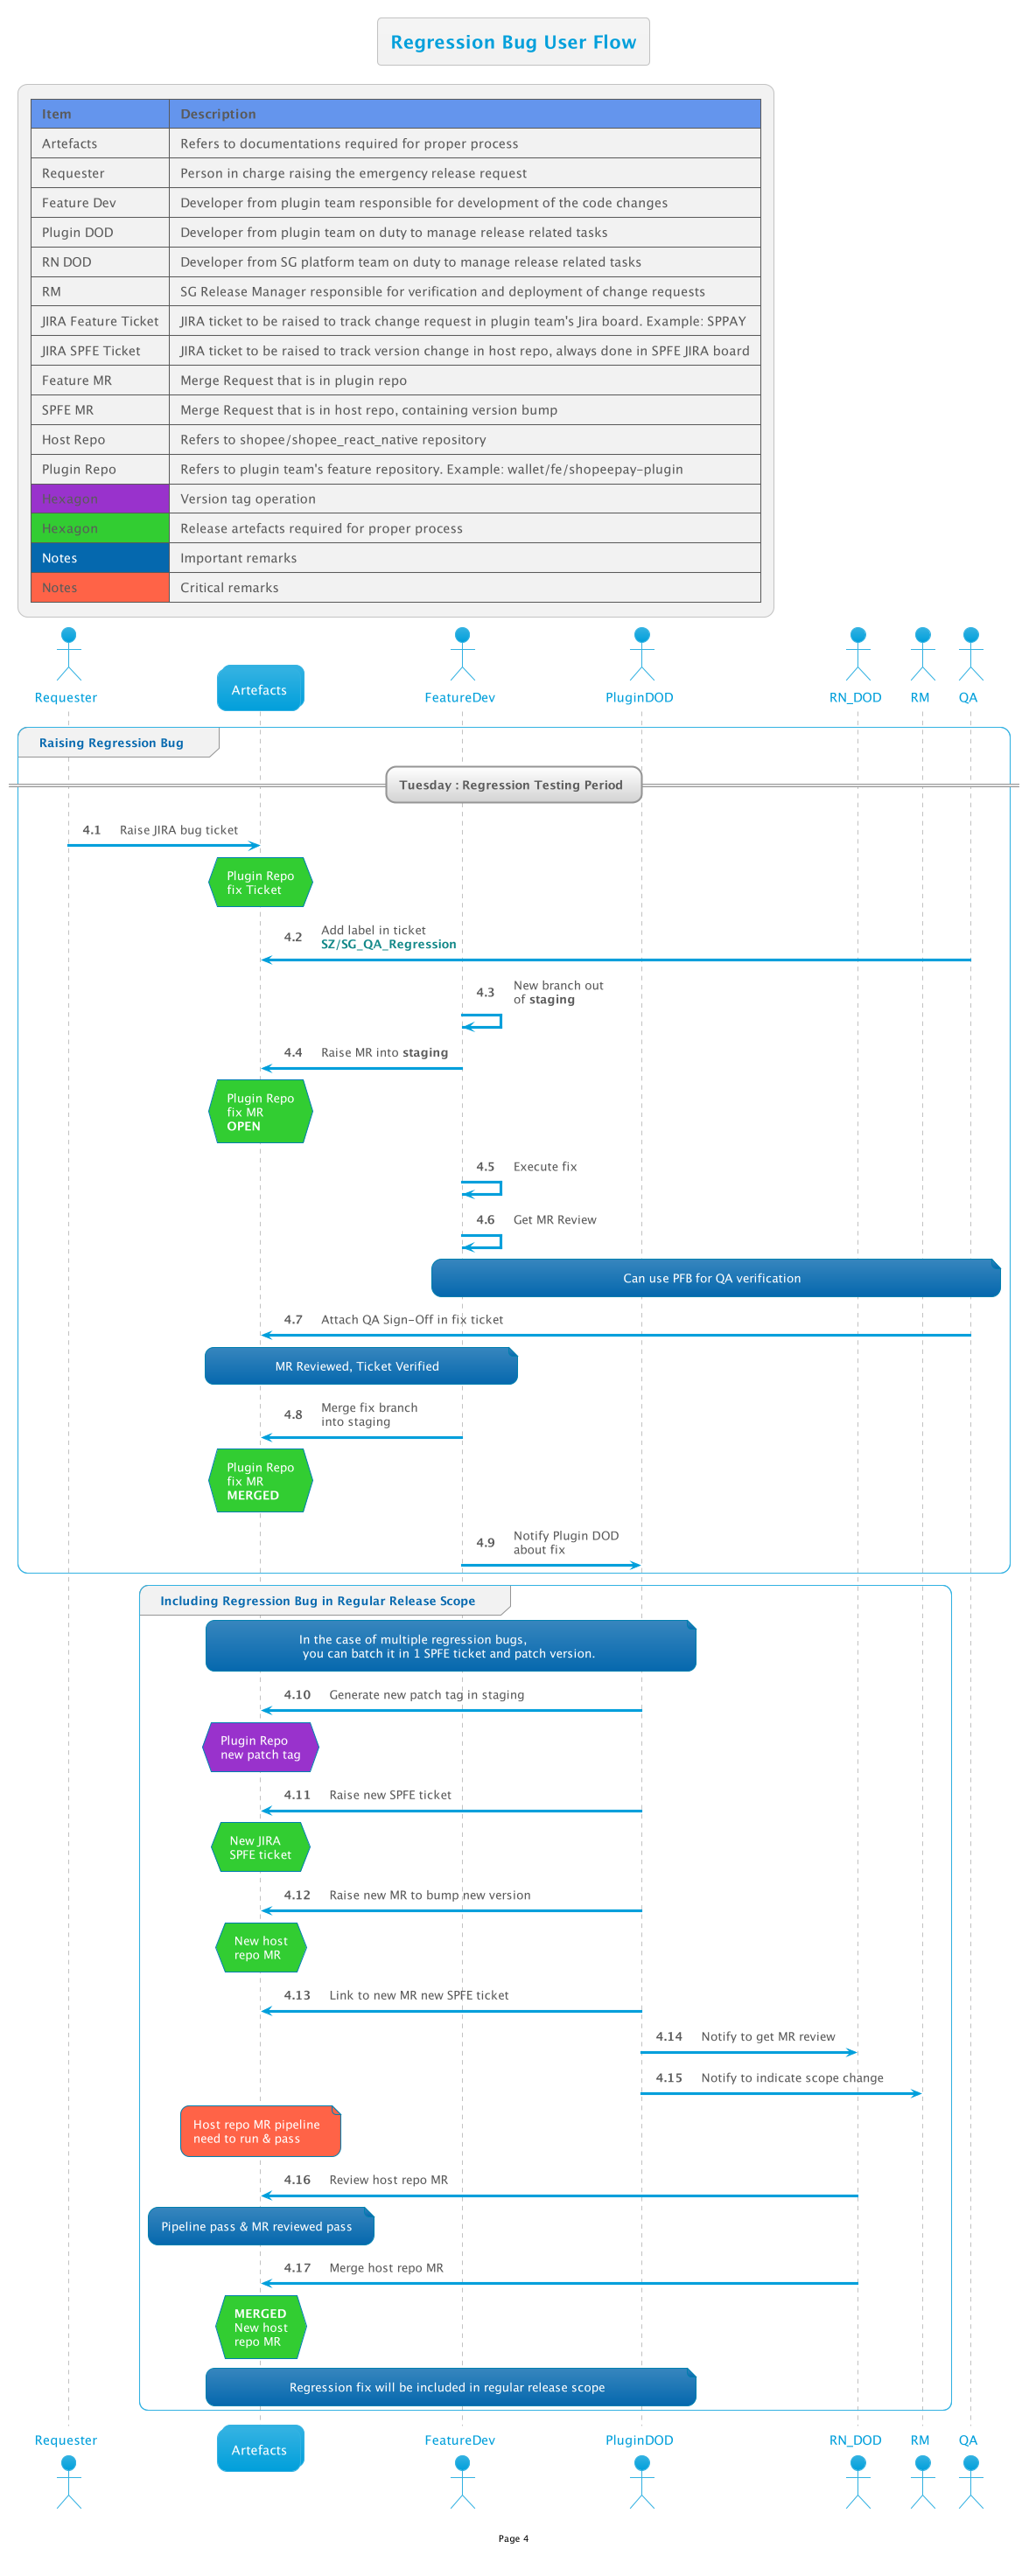 Regression Bug User Flow
Item Description
Artefacts Refers to documentations required for proper process
Requester Person in charge raising the emergency release request
Feature Dev Developer from plugin team responsible for development of the code changes
Plugin DOD Developer from plugin team on duty to manage release related tasks
RN DOD Developer from SG platform team on duty to manage release related tasks
RM SG Release Manager responsible for verification and deployment of change requests
JIRA Feature Ticket JIRA ticket to be raised to track change request in plugin team's Jira board. Example: SPPAY
JIRA SPFE Ticket JIRA ticket to be raised to track version change in host repo, always done in SPFE JIRA board
Feature MR Merge Request that is in plugin repo
SPFE MR Merge Request that is in host repo, containing version bump
Host Repo Refers to shopee/shopee_react_native repository
Plugin Repo Refers to plugin team's feature repository. Example: wallet/fe/shopeepay-plugin
Hexagon Version tag operation
Hexagon Release artefacts required for proper process
Notes Important remarks
Notes Critical remarks
Requester Artefacts FeatureDev PluginDOD RN_DOD RM QA
Raising Regression Bug
Tuesday : Regression Testing Period
4.1 Raise JIRA bug ticket
Plugin Repo
fix Ticket
4.2 Add label in ticket
SZ/SG_QA_Regression
4.3 New branch out
of staging
4.4 Raise MR into staging
Plugin Repo
fix MR
OPEN
4.5 Execute fix
4.6 Get MR Review
Can use PFB for QA verification
4.7 Attach QA Sign-Off in fix ticket
MR Reviewed, Ticket Verified
4.8 Merge fix branch
into staging
Plugin Repo
fix MR
MERGED
4.9 Notify Plugin DOD
about fix
Including Regression Bug in Regular Release Scope
In the case of multiple regression bugs,
you can batch it in 1 SPFE ticket and patch version.
4.10 Generate new patch tag in staging
Plugin Repo
new patch tag
4.11 Raise new SPFE ticket
New JIRA
SPFE ticket
4.12 Raise new MR to bump new version
New host
repo MR
4.13 Link to new MR new SPFE ticket
4.14 Notify to get MR review
4.15 Notify to indicate scope change
Host repo MR pipeline
need to run & pass
4.16 Review host repo MR
Pipeline pass & MR reviewed pass
4.17 Merge host repo MR
MERGED
New host
repo MR
Regression fix will be included in regular release scope
Requester Artefacts FeatureDev PluginDOD RN_DOD RM QA
Page 4